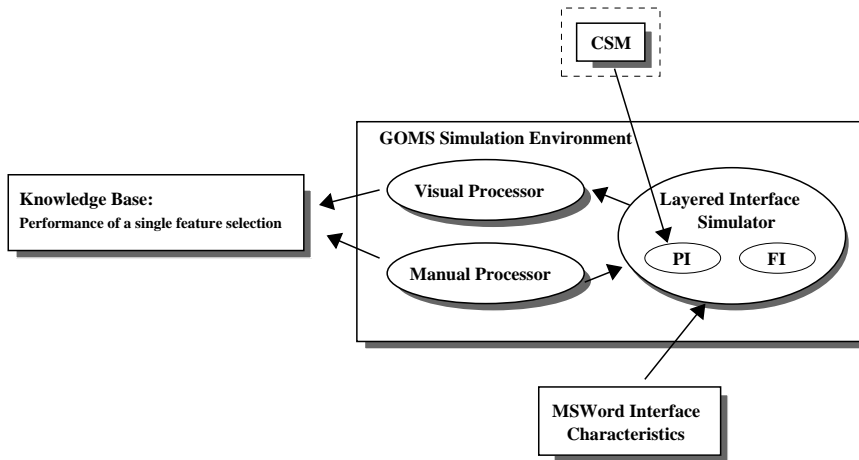 CSM
GOMS Simulation Environment
Visual Processor
Knowledge Base:
Performance of a single feature selection
Layered Interface
Simulator
Manual Processor
PI
FI
MSWord Interface
Characteristics